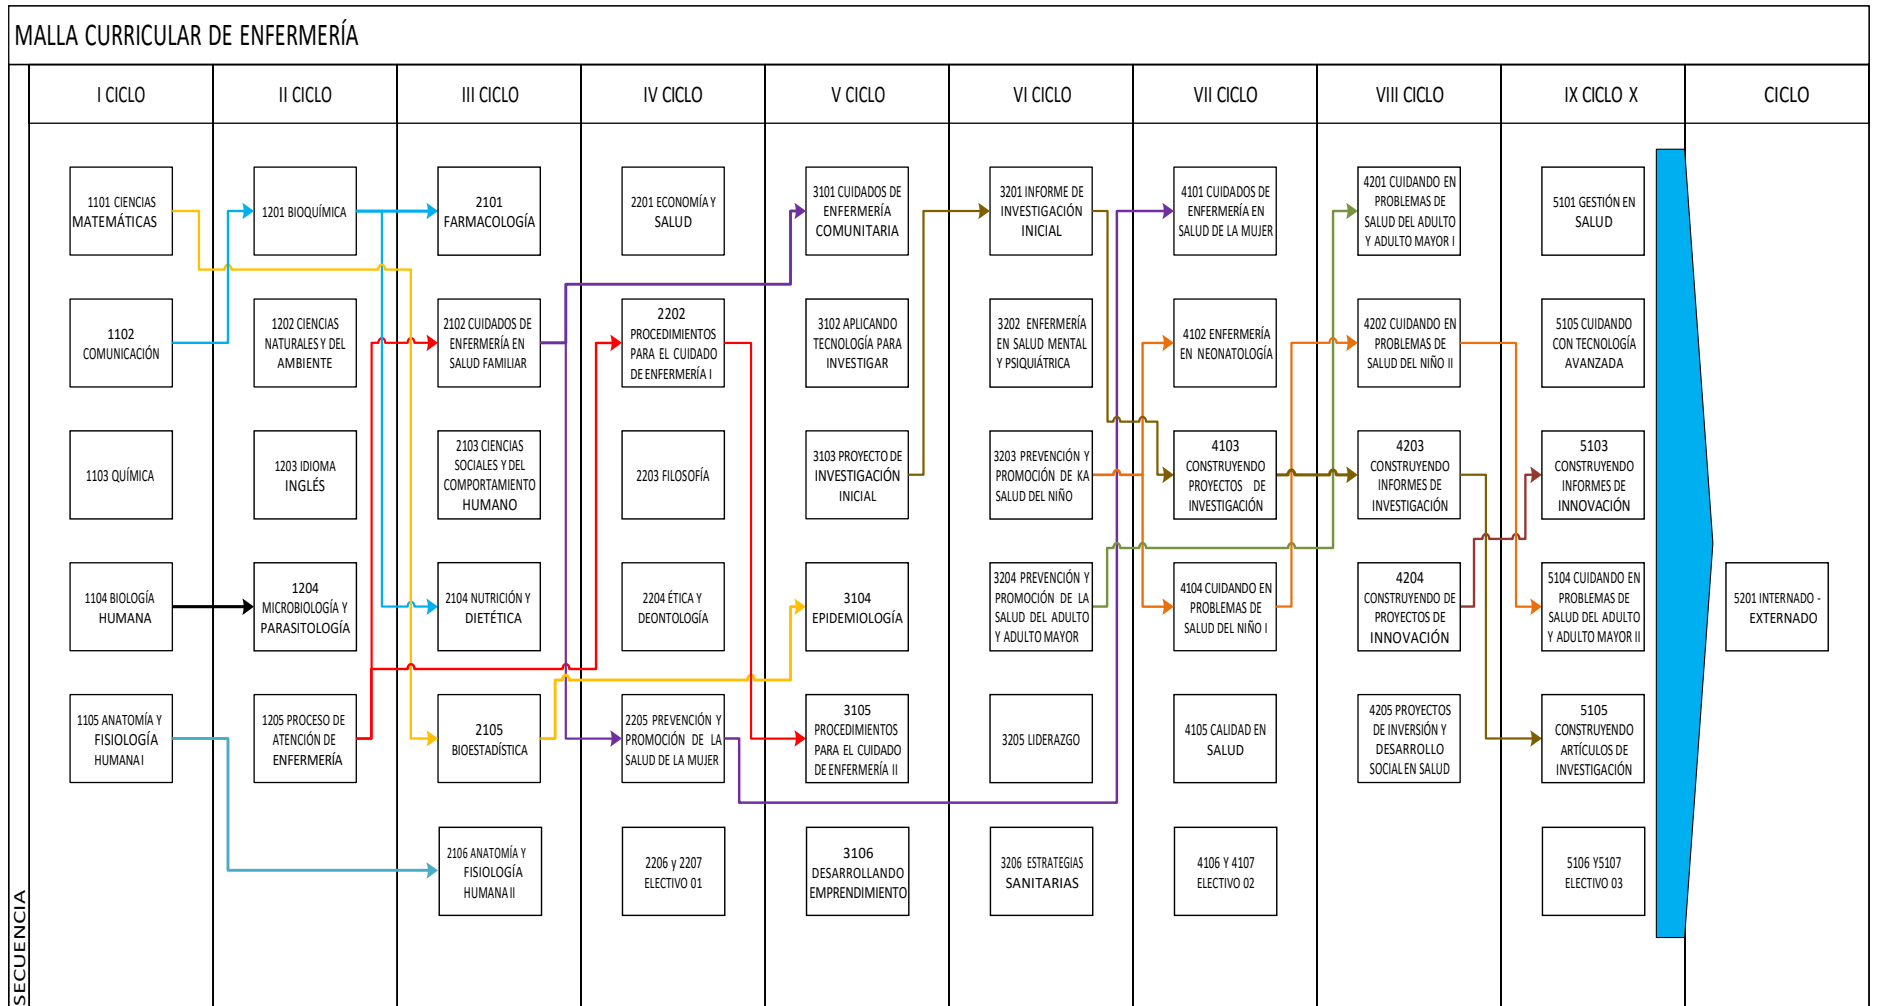 MALLA CURRICULAR DE ENFERMERÍA
SECUENCIA
I CICLO
II CICLO
III CICLO
IV CICLO
V CICLO
VI CICLO
VII CICLO
VIII CICLO
IX CICLO X
CICLO
1101 CIENCIAS
MATEMÁTICAS
1102
COMUNICACIÓN
1103 QUÍMICA
1104 BIOLOGÍA
HUMANA
1105 ANATOMÍA Y
FISIOLOGÍA
HUMANA I
1201 BIOQUÍMICA
1202 CIENCIAS
NATURALES Y DEL
AMBIENTE
1203 IDIOMA
INGLÉS
1204
MICROBIOLOGÍA Y
PARASITOLOGÍA
1205 PROCESO DE
ATENCIÓN DE
ENFERMERÍA
2101
FARMACOLOGÍA
2102 CUIDADOS DE
ENFERMERÍA EN
SALUD FAMILIAR
2103 CIENCIAS
SOCIALES Y DEL
COMPORTAMIENTO
HUMANO
2104 NUTRICIÓN Y
DIETÉTICA
2105
BIOESTADÍSTICA
2106 ANATOMÍA Y
FISIOLOGÍA
HUMANA II
2201 ECONOMÍA Y
SALUD
2202
PROCEDIMIENTOS
PARA EL CUIDADO
DE ENFERMERÍA I
2203 FILOSOFÍA
2204 ÉTICA Y
DEONTOLOGÍA
2205 PREVENCIÓN Y
PROMOCIÓN DE LA
SALUD DE LA MUJER
2206 y 2207
ELECTIVO 01
3101 CUIDADOS DE
ENFERMERÍA
COMUNITARIA
3102 APLICANDO
TECNOLOGÍA PARA
INVESTIGAR
3103 PROYECTO DE
INVESTIGACIÓN
INICIAL
3104
EPIDEMIOLOGÍA
3105
PROCEDIMIENTOS
PARA EL CUIDADO
DE ENFERMERÍA II
3106
DESARROLLANDO
EMPRENDIMIENTO
3201 INFORME DE
INVESTIGACIÓN
INICIAL
3202 ENFERMERÍA
EN SALUD MENTAL
Y PSIQUIÁTRICA
3203 PREVENCIÓN Y
PROMOCIÓN DE KA
SALUD DEL NIÑO
3204 PREVENCIÓN Y
PROMOCIÓN DE LA
SALUD DEL ADULTO
Y ADULTO MAYOR
3205 LIDERAZGO
3206 ESTRATEGIAS
SANITARIAS
4101 CUIDADOS DE
ENFERMERÍA EN
SALUD DE LA MUJER
4102 ENFERMERÍA
EN NEONATOLOGÍA
4103
CONSTRUYENDO
PROYECTOS DE
INVESTIGACIÓN
4104 CUIDANDO EN
PROBLEMAS DE
SALUD DEL NIÑO I
4105 CALIDAD EN
SALUD
4106 Y 4107
ELECTIVO 02
4201 CUIDANDO EN
PROBLEMAS DE
SALUD DEL ADULTO
Y ADULTO MAYOR I
4202 CUIDANDO EN
PROBLEMAS DE
SALUD DEL NIÑO II
4203
CONSTRUYENDO
INFORMES DE
INVESTIGACIÓN
4204
CONSTRUYENDO DE
PROYECTOS DE
INNOVACIÓN
4205 PROYECTOS
DE INVERSIÓN Y
DESARROLLO
SOCIAL EN SALUD
5101 GESTIÓN EN
SALUD
5105 CUIDANDO
CON TECNOLOGÍA
AVANZADA
5103
CONSTRUYENDO
INFORMES DE
INNOVACIÓN
5104 CUIDANDO EN
PROBLEMAS DE
SALUD DEL ADULTO
Y ADULTO MAYOR II
5105
CONSTRUYENDO
ARTÍCULOS DE
INVESTIGACIÓN
5106 Y5107
ELECTIVO 03
5201 INTERNADO -
EXTERNADO